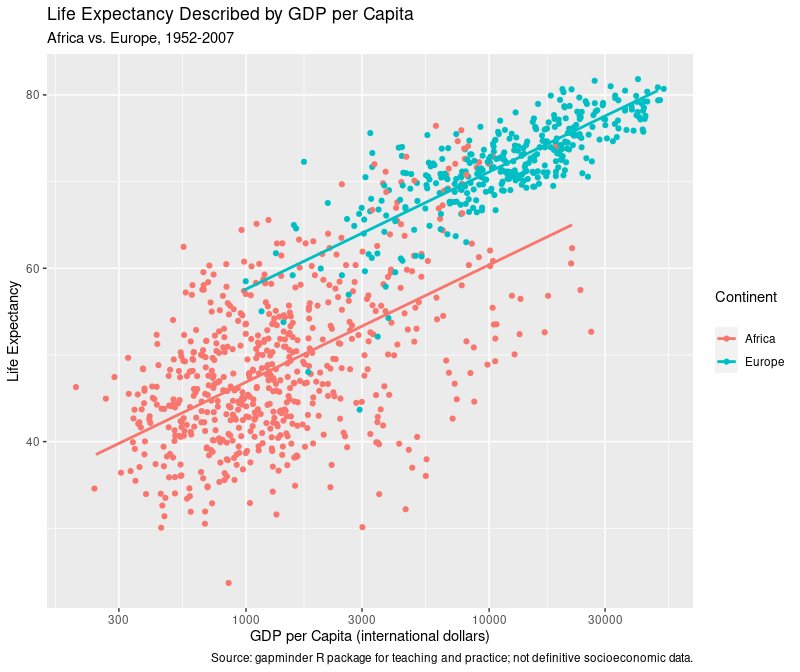 Life Expectancy Described by GDP per Capita
Africa vs. Europe, 1952-2007
80
60
40
Life Expectancy
300
1000
3000
10000
30000
GDP per Capita (international dollars)
Continent
Africa
Europe
Source: gapminder R package for teaching and practice; not definitive socioeconomic data.